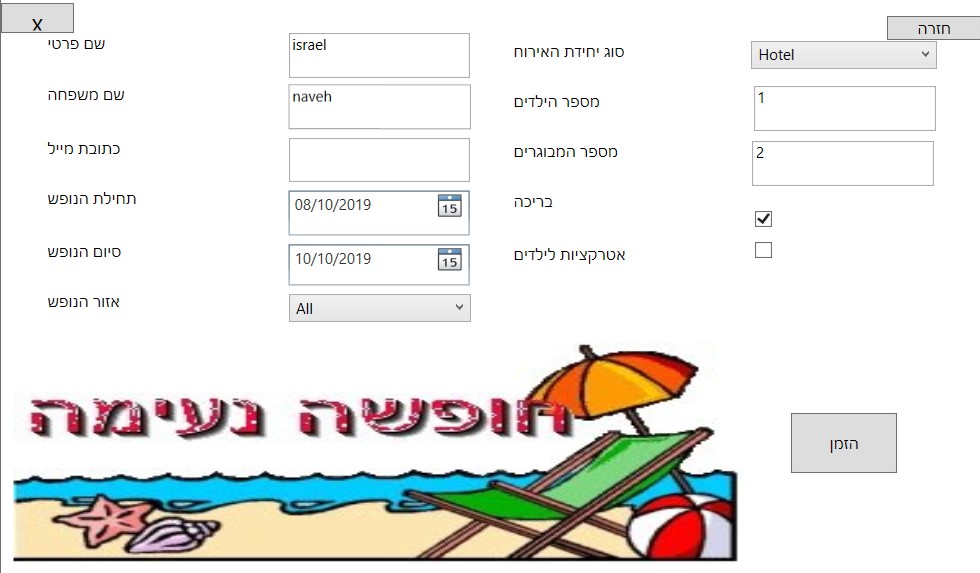 X
חזרה
שם פרטי
israel
סוג יחידת האירוח
Hotel
שם משפחה
naveh
מספר הילדים
1
כתובת מייל
מספר המבוגרים
2
תחילת הנופש
08/10/2019
15
בריכה
סיום הנופש
10/10/2019
15
אטרקציות לילדים
אזור הנופש
All
חופשה נעימה
הזמן